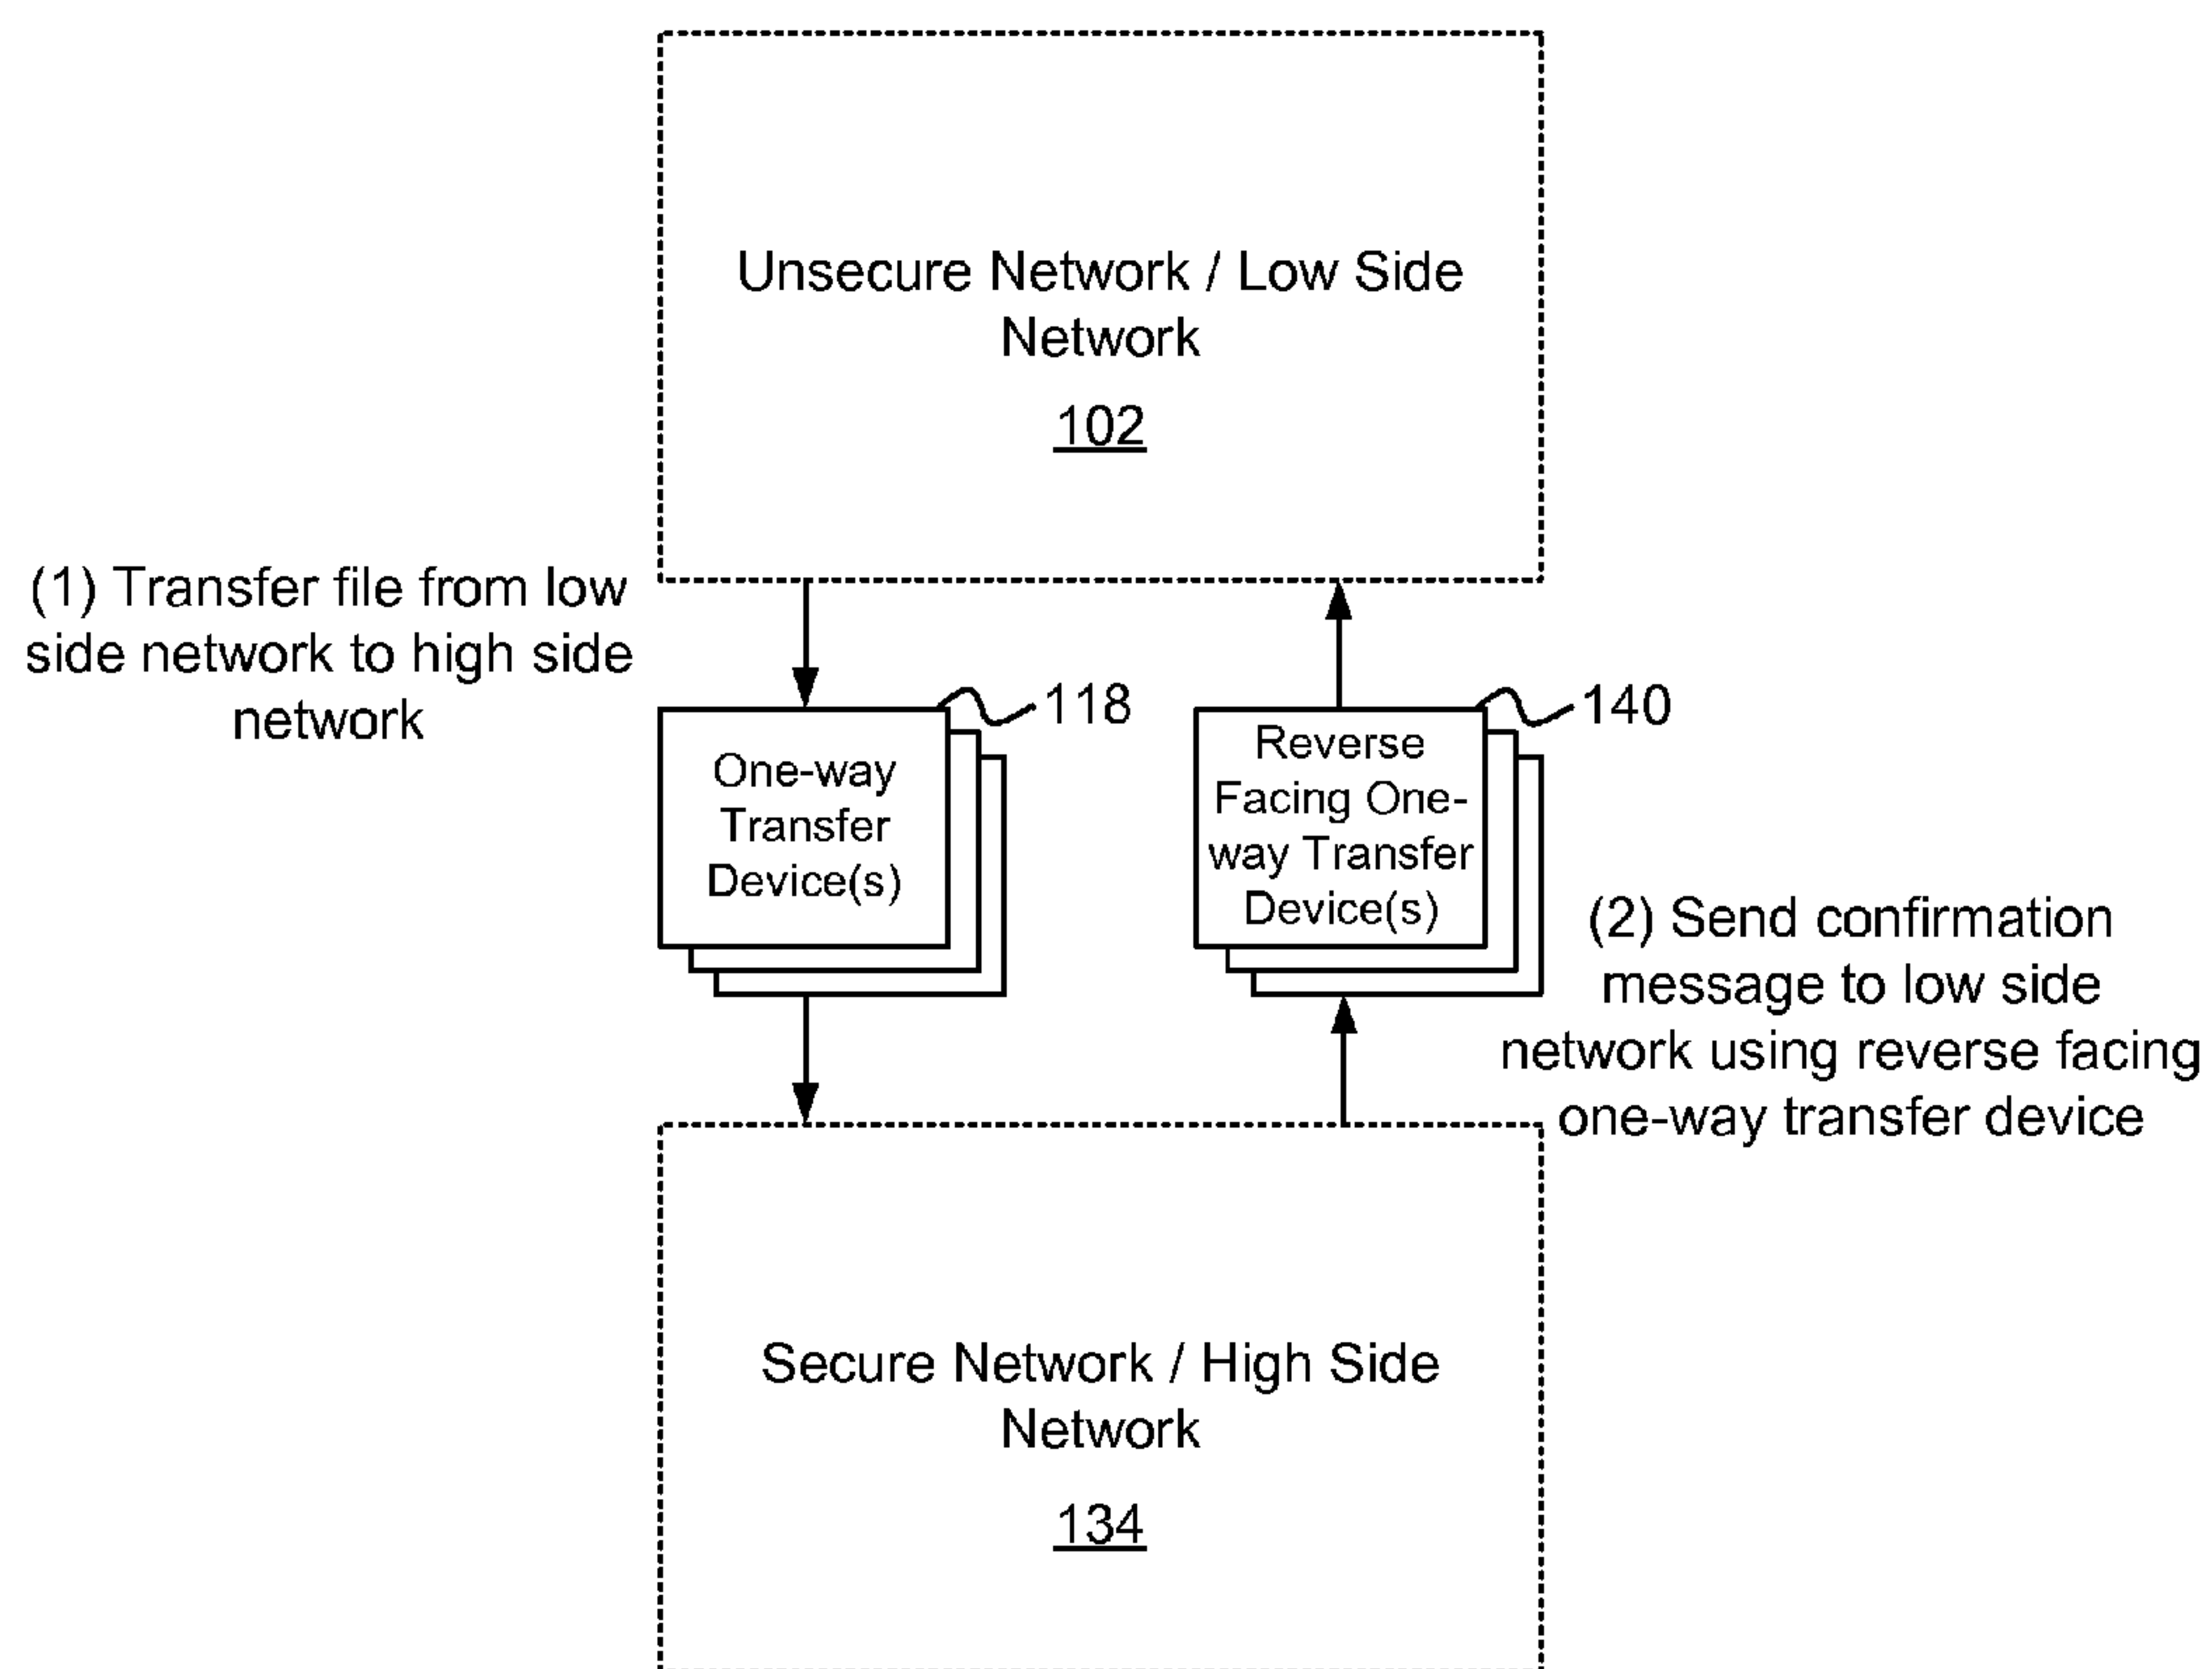 Unsecure Network / Low Side
Network
102
(1) Transfer file from low
side network to high side
network
118
140
One-way
Transfer
Device(s)
Reverse
Facing One-
way Transfer
Device(s)
(2) Send confirmation
message to low side
network using reverse facing
one-way transfer device
Secure Network / High Side
Network
134